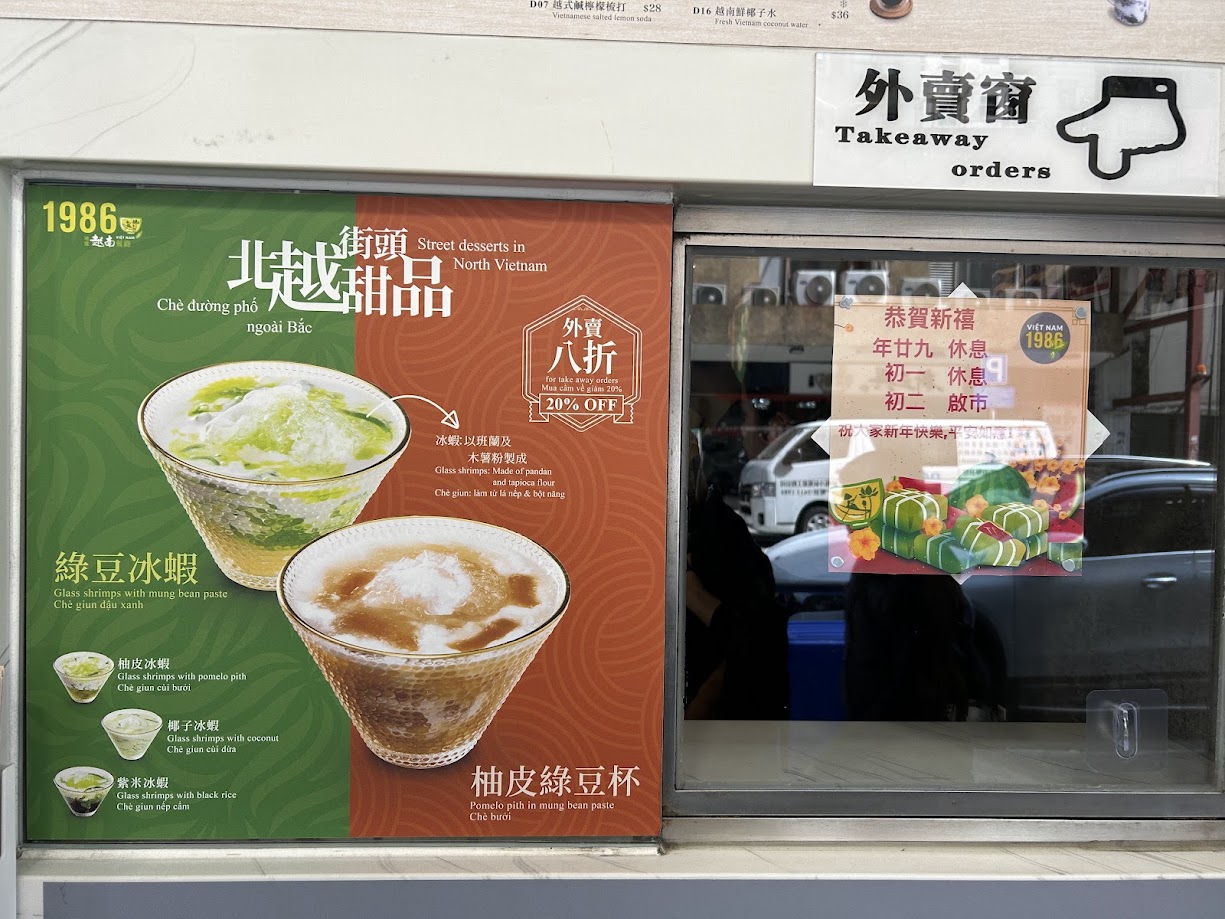 D07 越式鹹檸檬梳打 $28
Vietnamese salted lemon soda
D16 越南鮮椰子水 $36
Fresh Vietnam coconut water
外賣窗
Takeaway
orders
1986
越南
VIỆT NAM
北越街頭甜品
Street desserts in
North Vietnam
Chè đường phố
ngoài Bắc
外賣
八折
for take away orders
Mua cầm về giảm 20%
20% OFF
冰蝦:以班蘭及
木薯粉製成
Glass shrimps: Made of pandan
and tapioca flour
Chè giun: làm từ lá nếp & bột năng
綠豆冰蝦
Glass shrimps with mung bean paste
Chè giun đậu xanh
柚皮冰蝦
Glass shrimps with pomelo pith
Chè giun cùi bưởi
椰子冰蝦
Glass shrimps with coconut
Chè giun cùi dừa
紫米冰蝦
Glass shrimps with black rice
Chè giun nếp cẩm
柚皮綠豆杯
Pomelo pith in mung bean paste
Chè bưởi
恭賀新禧
年廿九 休息
初一 休息
初二 啟市
祝大家新年快樂,平安如意!
VIỆT NAM
1986